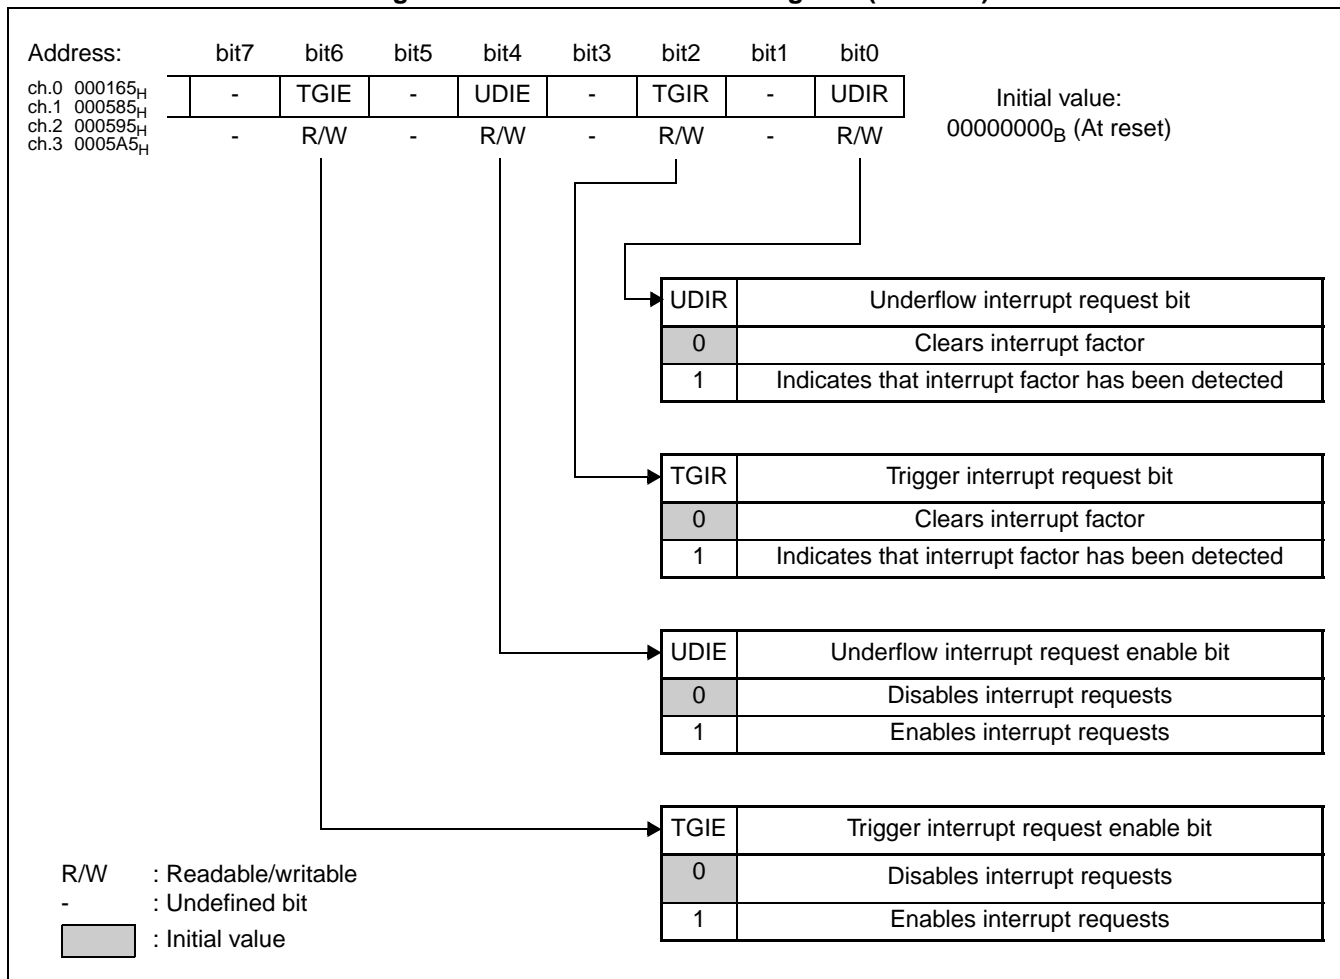 Address: bit7 bit6 bit5 bit4 bit3 bit2 bit1 bit0
ch.0 000165H
ch.1 000585H
ch.2 000595H
ch.3 0005A5H
- TGIE - UDIE - TGIR - UDIR
- R/W - R/W - R/W - R/W
Initial value:
00000000B (At reset)
UDIR Underflow interrupt request bit
0 Clears interrupt factor
1 Indicates that interrupt factor has been detected
TGIR Trigger interrupt request bit
0 Clears interrupt factor
1 Indicates that interrupt factor has been detected
UDIE Underflow interrupt request enable bit
0 Disables interrupt requests
1 Enables interrupt requests
TGIE Trigger interrupt request enable bit
0 Disables interrupt requests
1 Enables interrupt requests
R/W : Readable/writable
- : Undefined bit
: Initial value